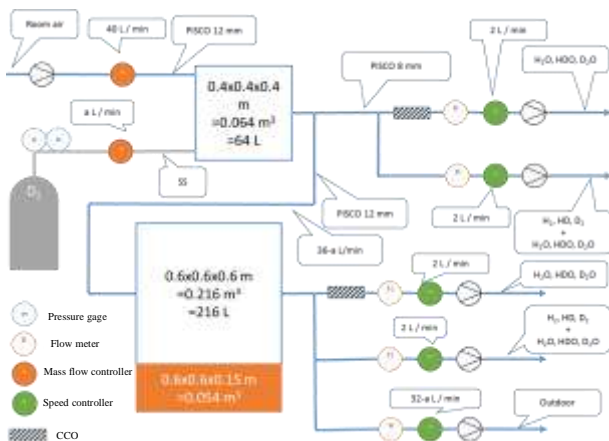 Room air
40 L / min
PISCO 12 mm
2 L / min
H₂O, HDO, D₂O
PISCO 8 mm
0.4x0.4x0.4
m
=0.064 m³
=64 L
a L/ min
SS
D₂
2 L / min
H₂, HD, D₂
+
H₂O, HDO, D₂O
PISCO 12 mm
36-a L/min
2 L / min
H₂O, HDO, D₂O
0.6x0.6x0.6 m
=0.216 m³
=216 L
2 L / min
H₂, HD, D₂
+
H₂O, HDO, D₂O
0.6x0.6x0.15 m
=0.054 m³
32-a L / min
Outdoor
Pressure gage
Flow meter
Mass flow controller
Speed controller
CCO